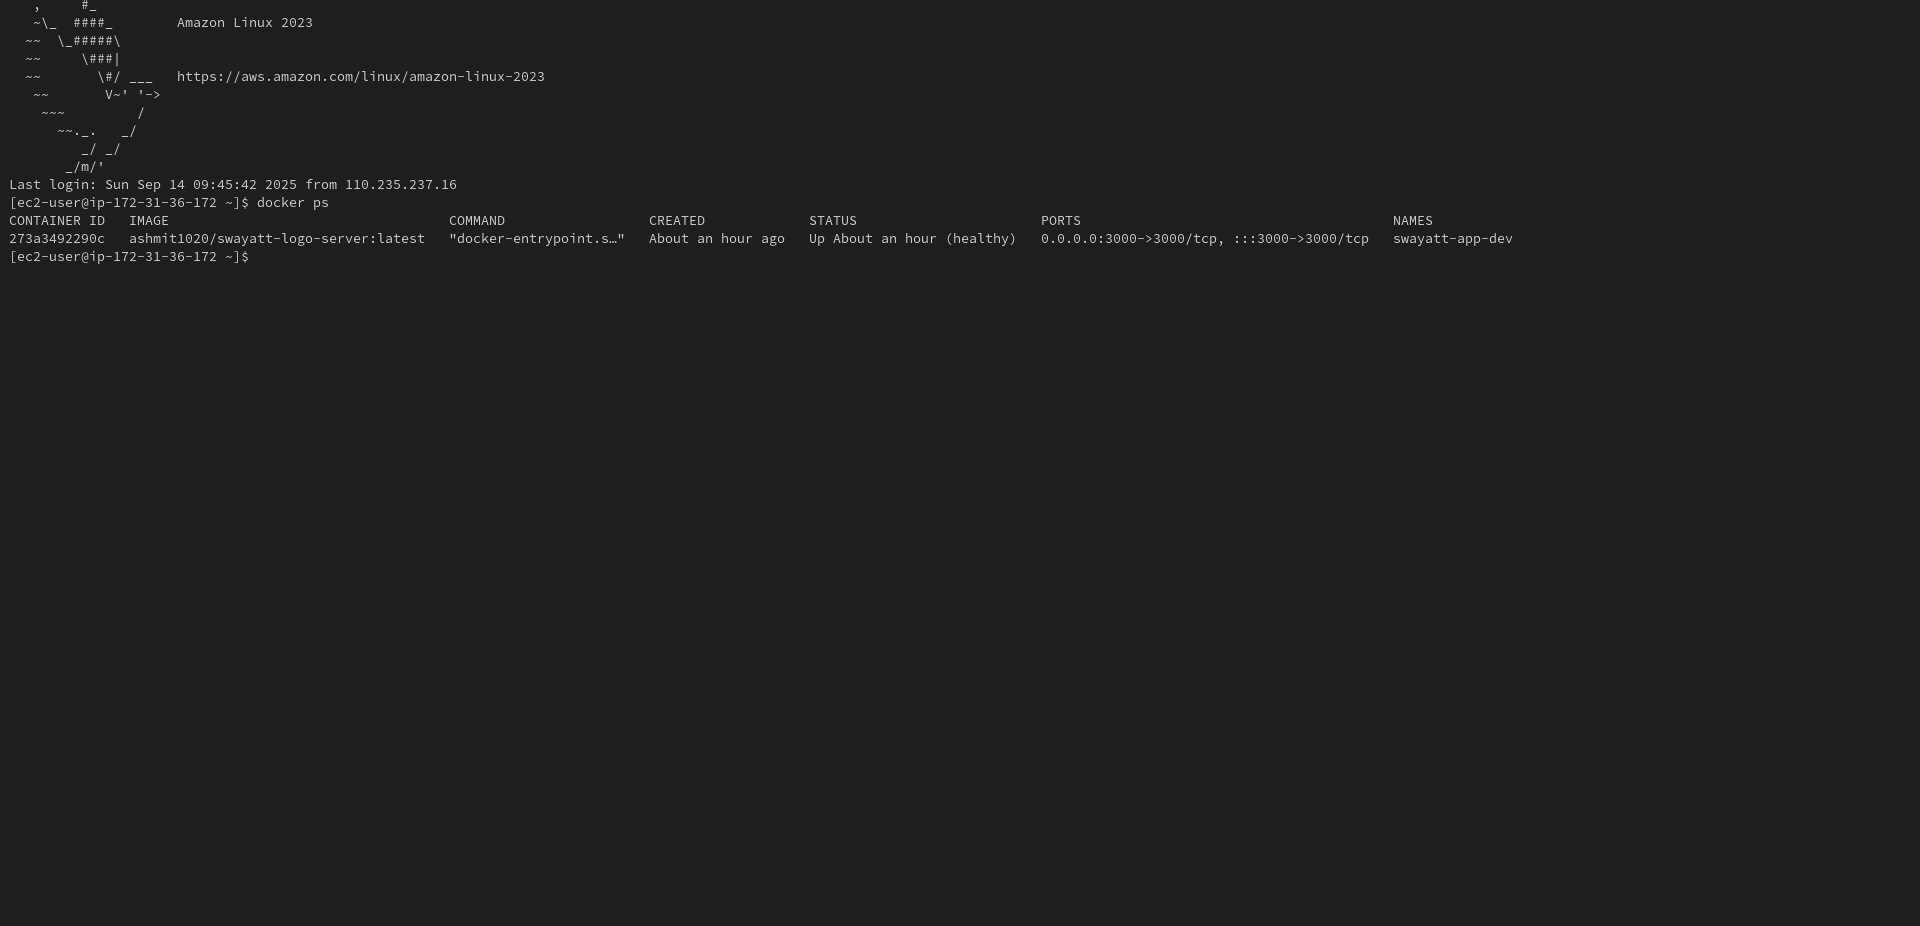 ,     #_
   ~\_  ####_        Amazon Linux 2023
  ~~  \_#####\
  ~~     \###|
  ~~       \#/ ___   https://aws.amazon.com/linux/amazon-linux-2023
   ~~       V~' '->
    ~~~         /
      ~~._.   _/
         _/ _/
       _/m/'
Last login: Sun Sep 14 09:45:42 2025 from 110.235.237.16
[ec2-user@ip-172-31-36-172 ~]$ docker ps
CONTAINER ID   IMAGE                                   COMMAND                  CREATED             STATUS                       PORTS                                       NAMES
273a3492290c   ashmit1020/swayatt-logo-server:latest   "docker-entrypoint.s…"   About an hour ago   Up About an hour (healthy)   0.0.0.0:3000->3000/tcp, :::3000->3000/tcp   swayatt-app-dev
[ec2-user@ip-172-31-36-172 ~]$